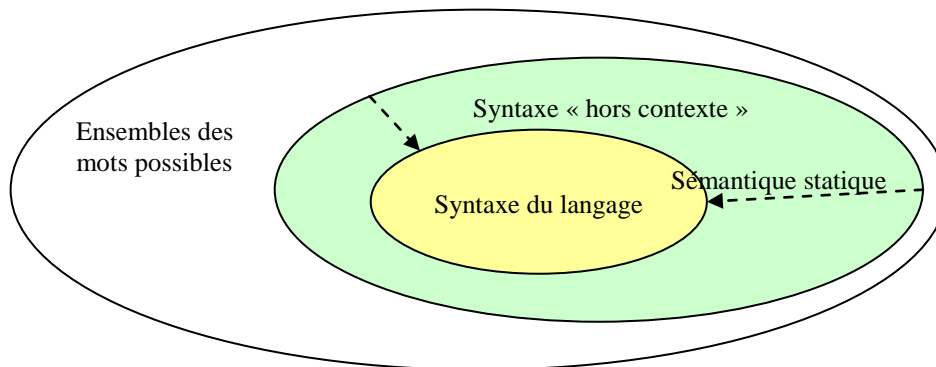 Syntaxe « hors contexte »
Ensembles des
mots possibles
Sémantique statique
Syntaxe du langage